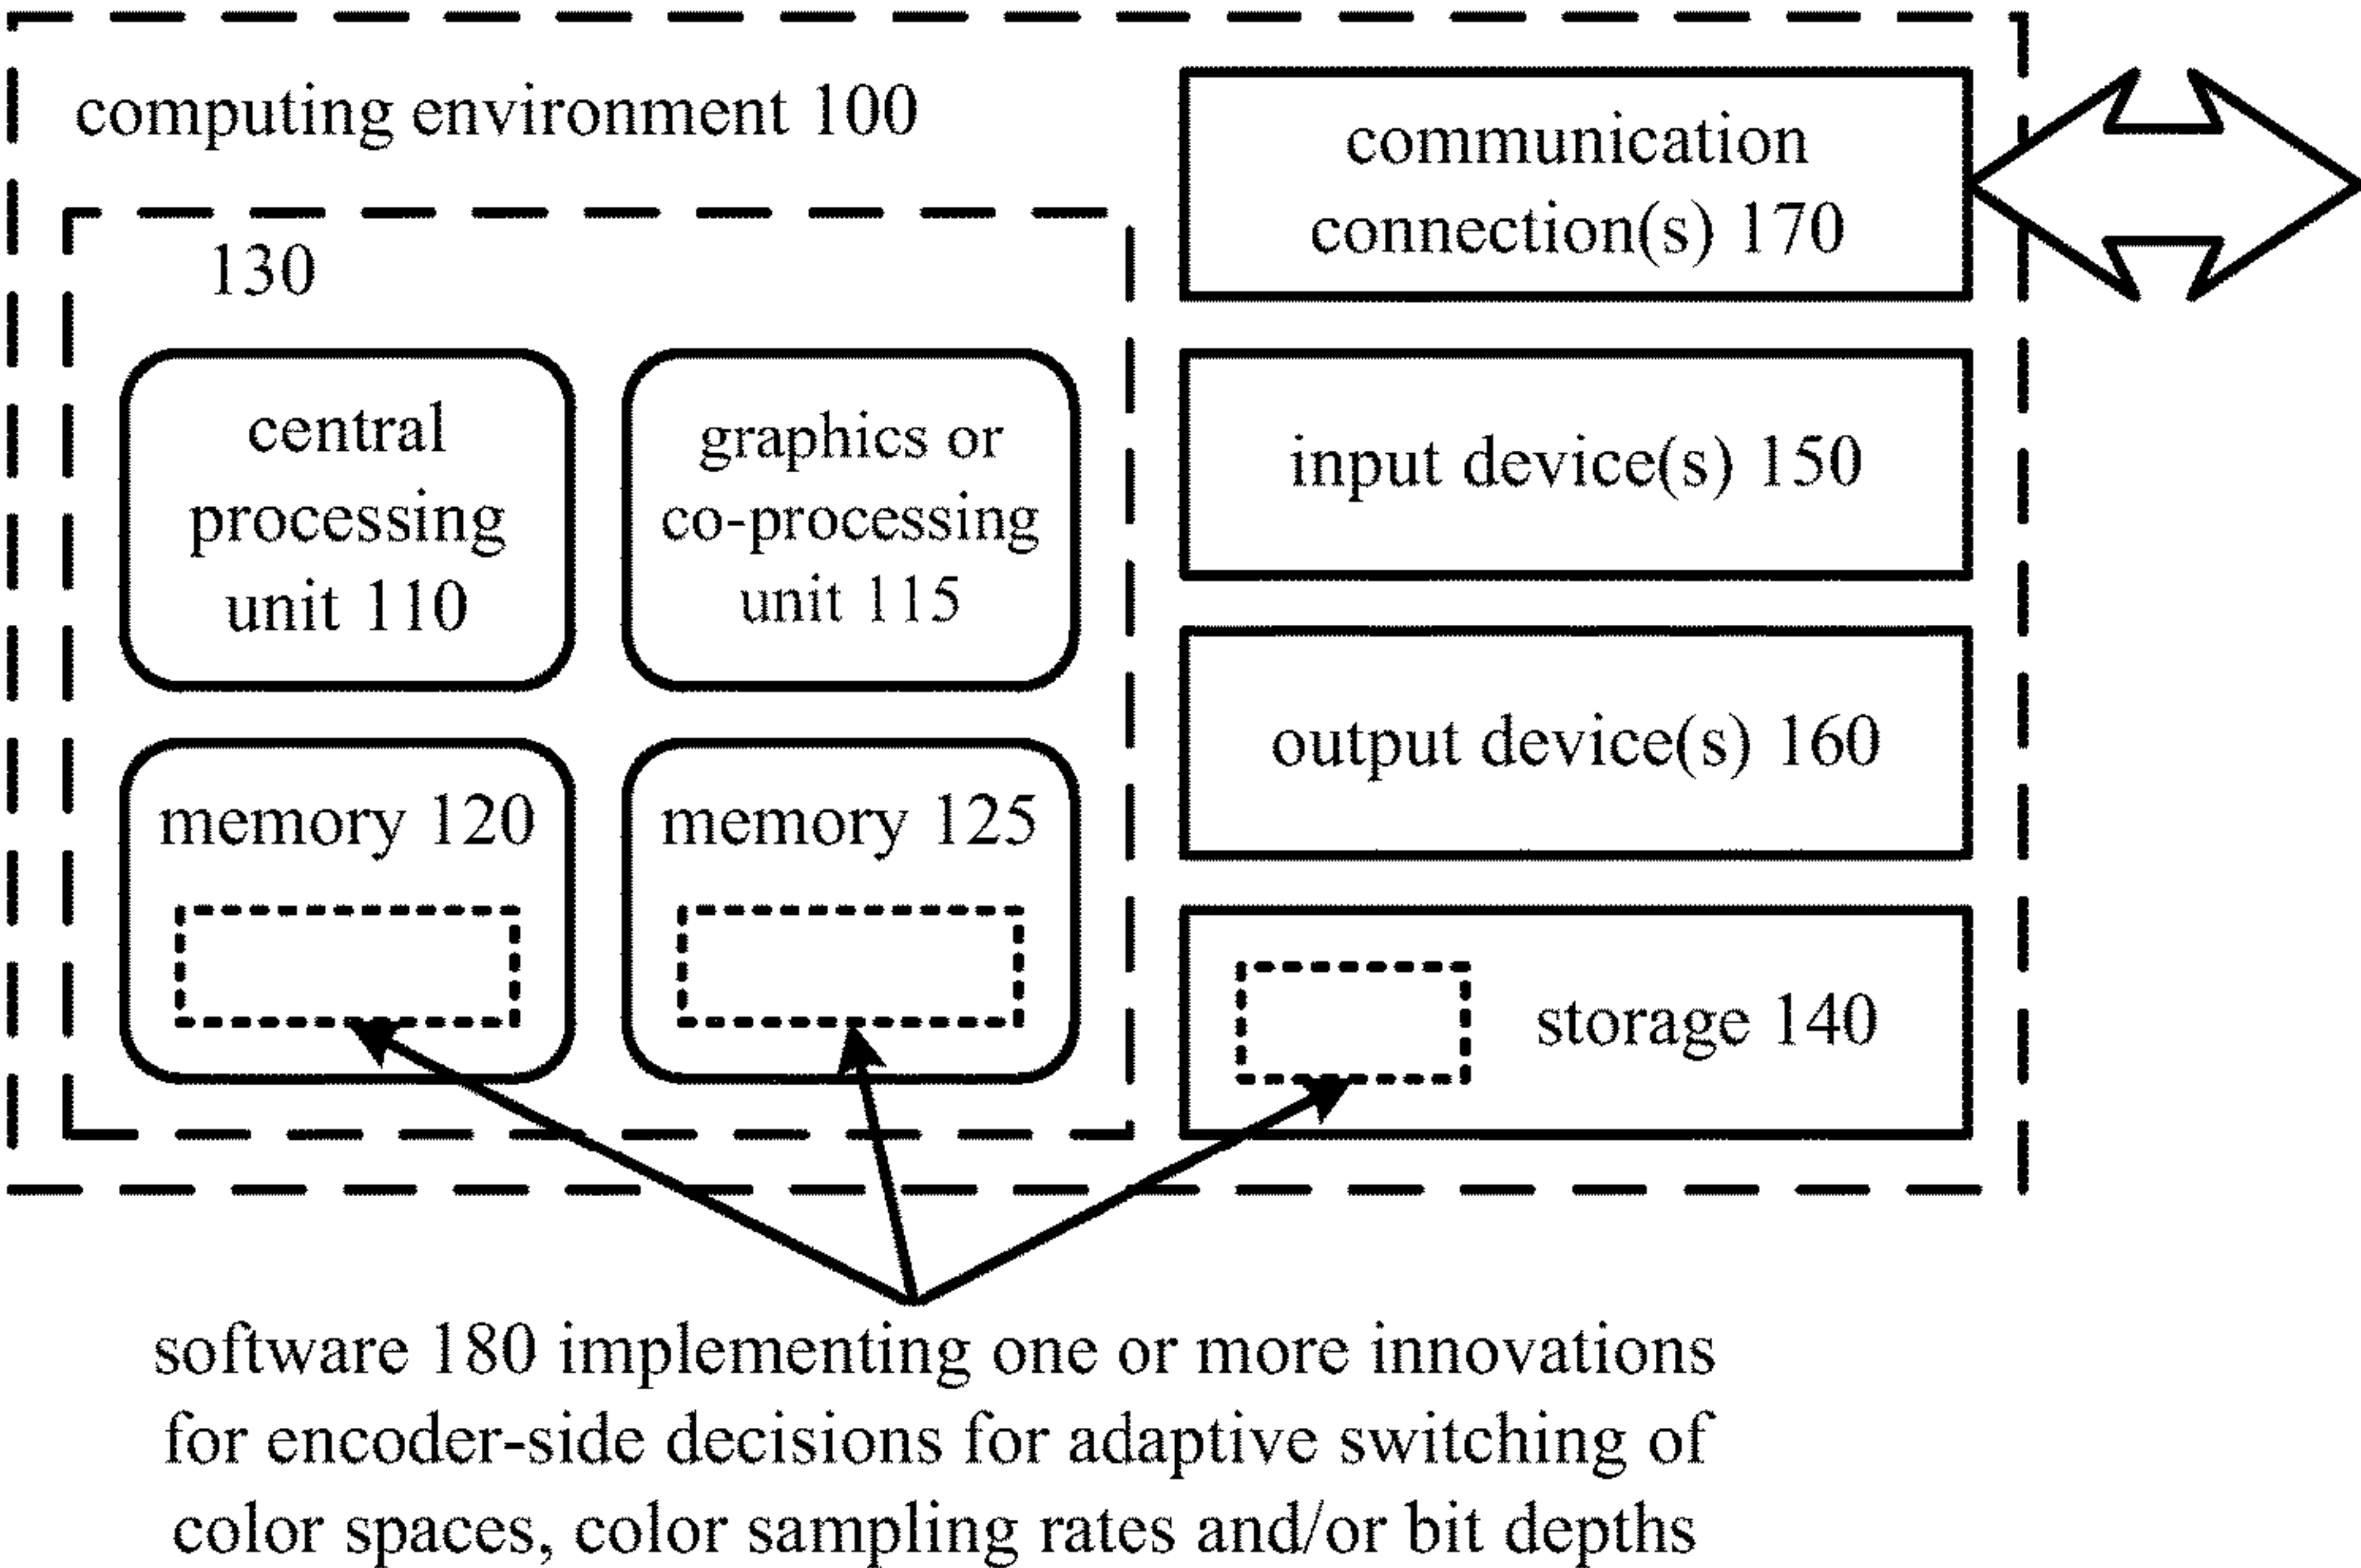 computing environment 100
130
central
processing
unit 110
graphics or
co-processing
unit 115
memory 120
memory 125
communication
connection(s) 170
input device(s) 150
output device(s) 160
storage 140
software 180 implementing one or more innovations
for encoder-side decisions for adaptive switching of
color spaces, color sampling rates and/or bit depths